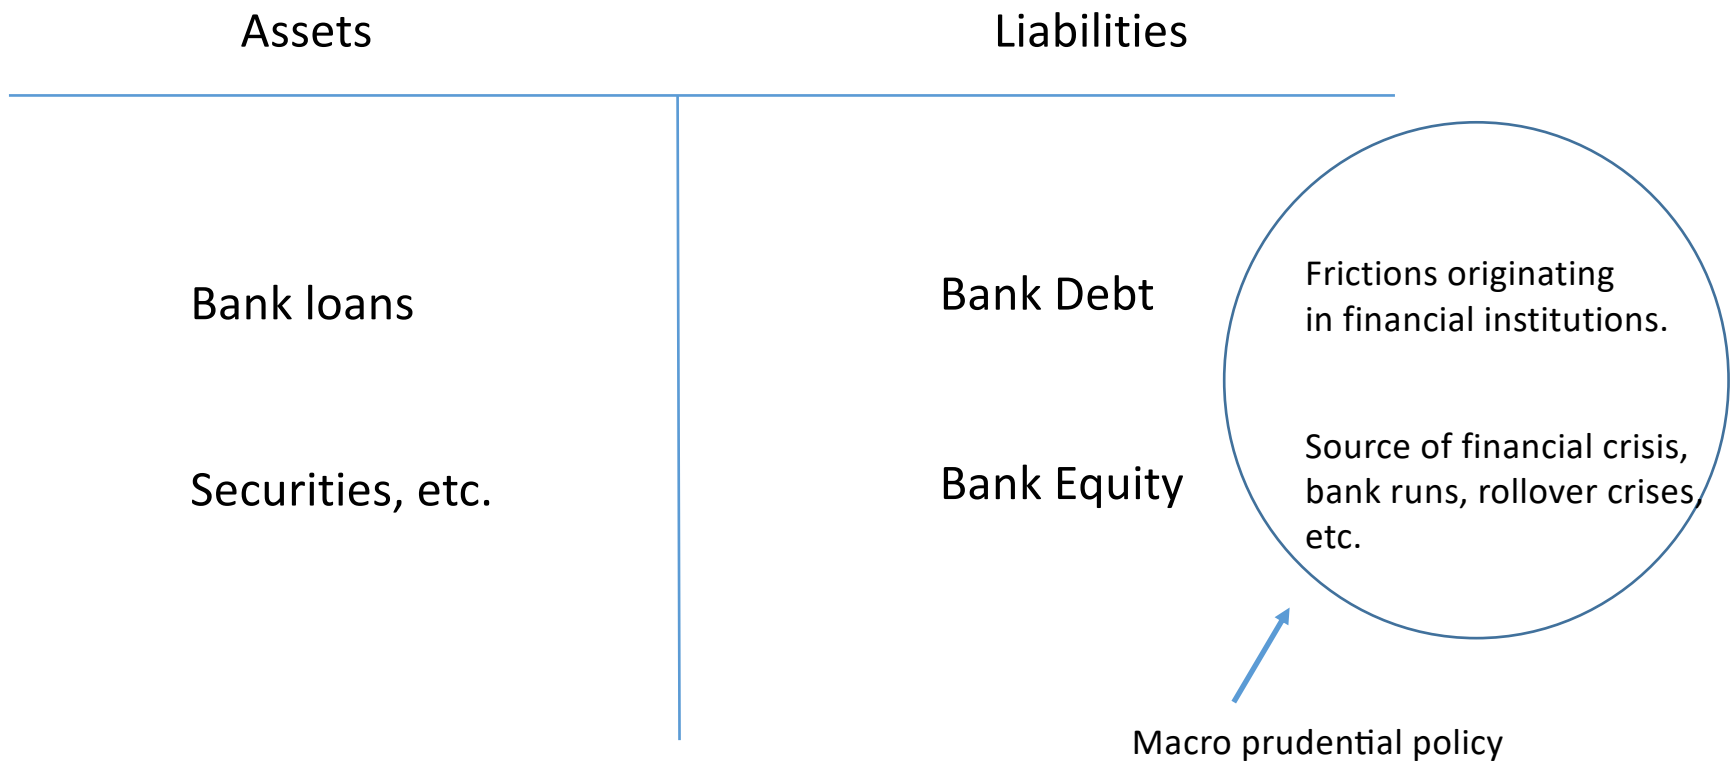 Assets
Liabilities
Bank loans
Securities, etc.
Bank Debt
Bank Equity
Frictions originating
in financial institutions.
Source of financial crisis,
bank runs, rollover crises,
etc.
Macro prudential policy